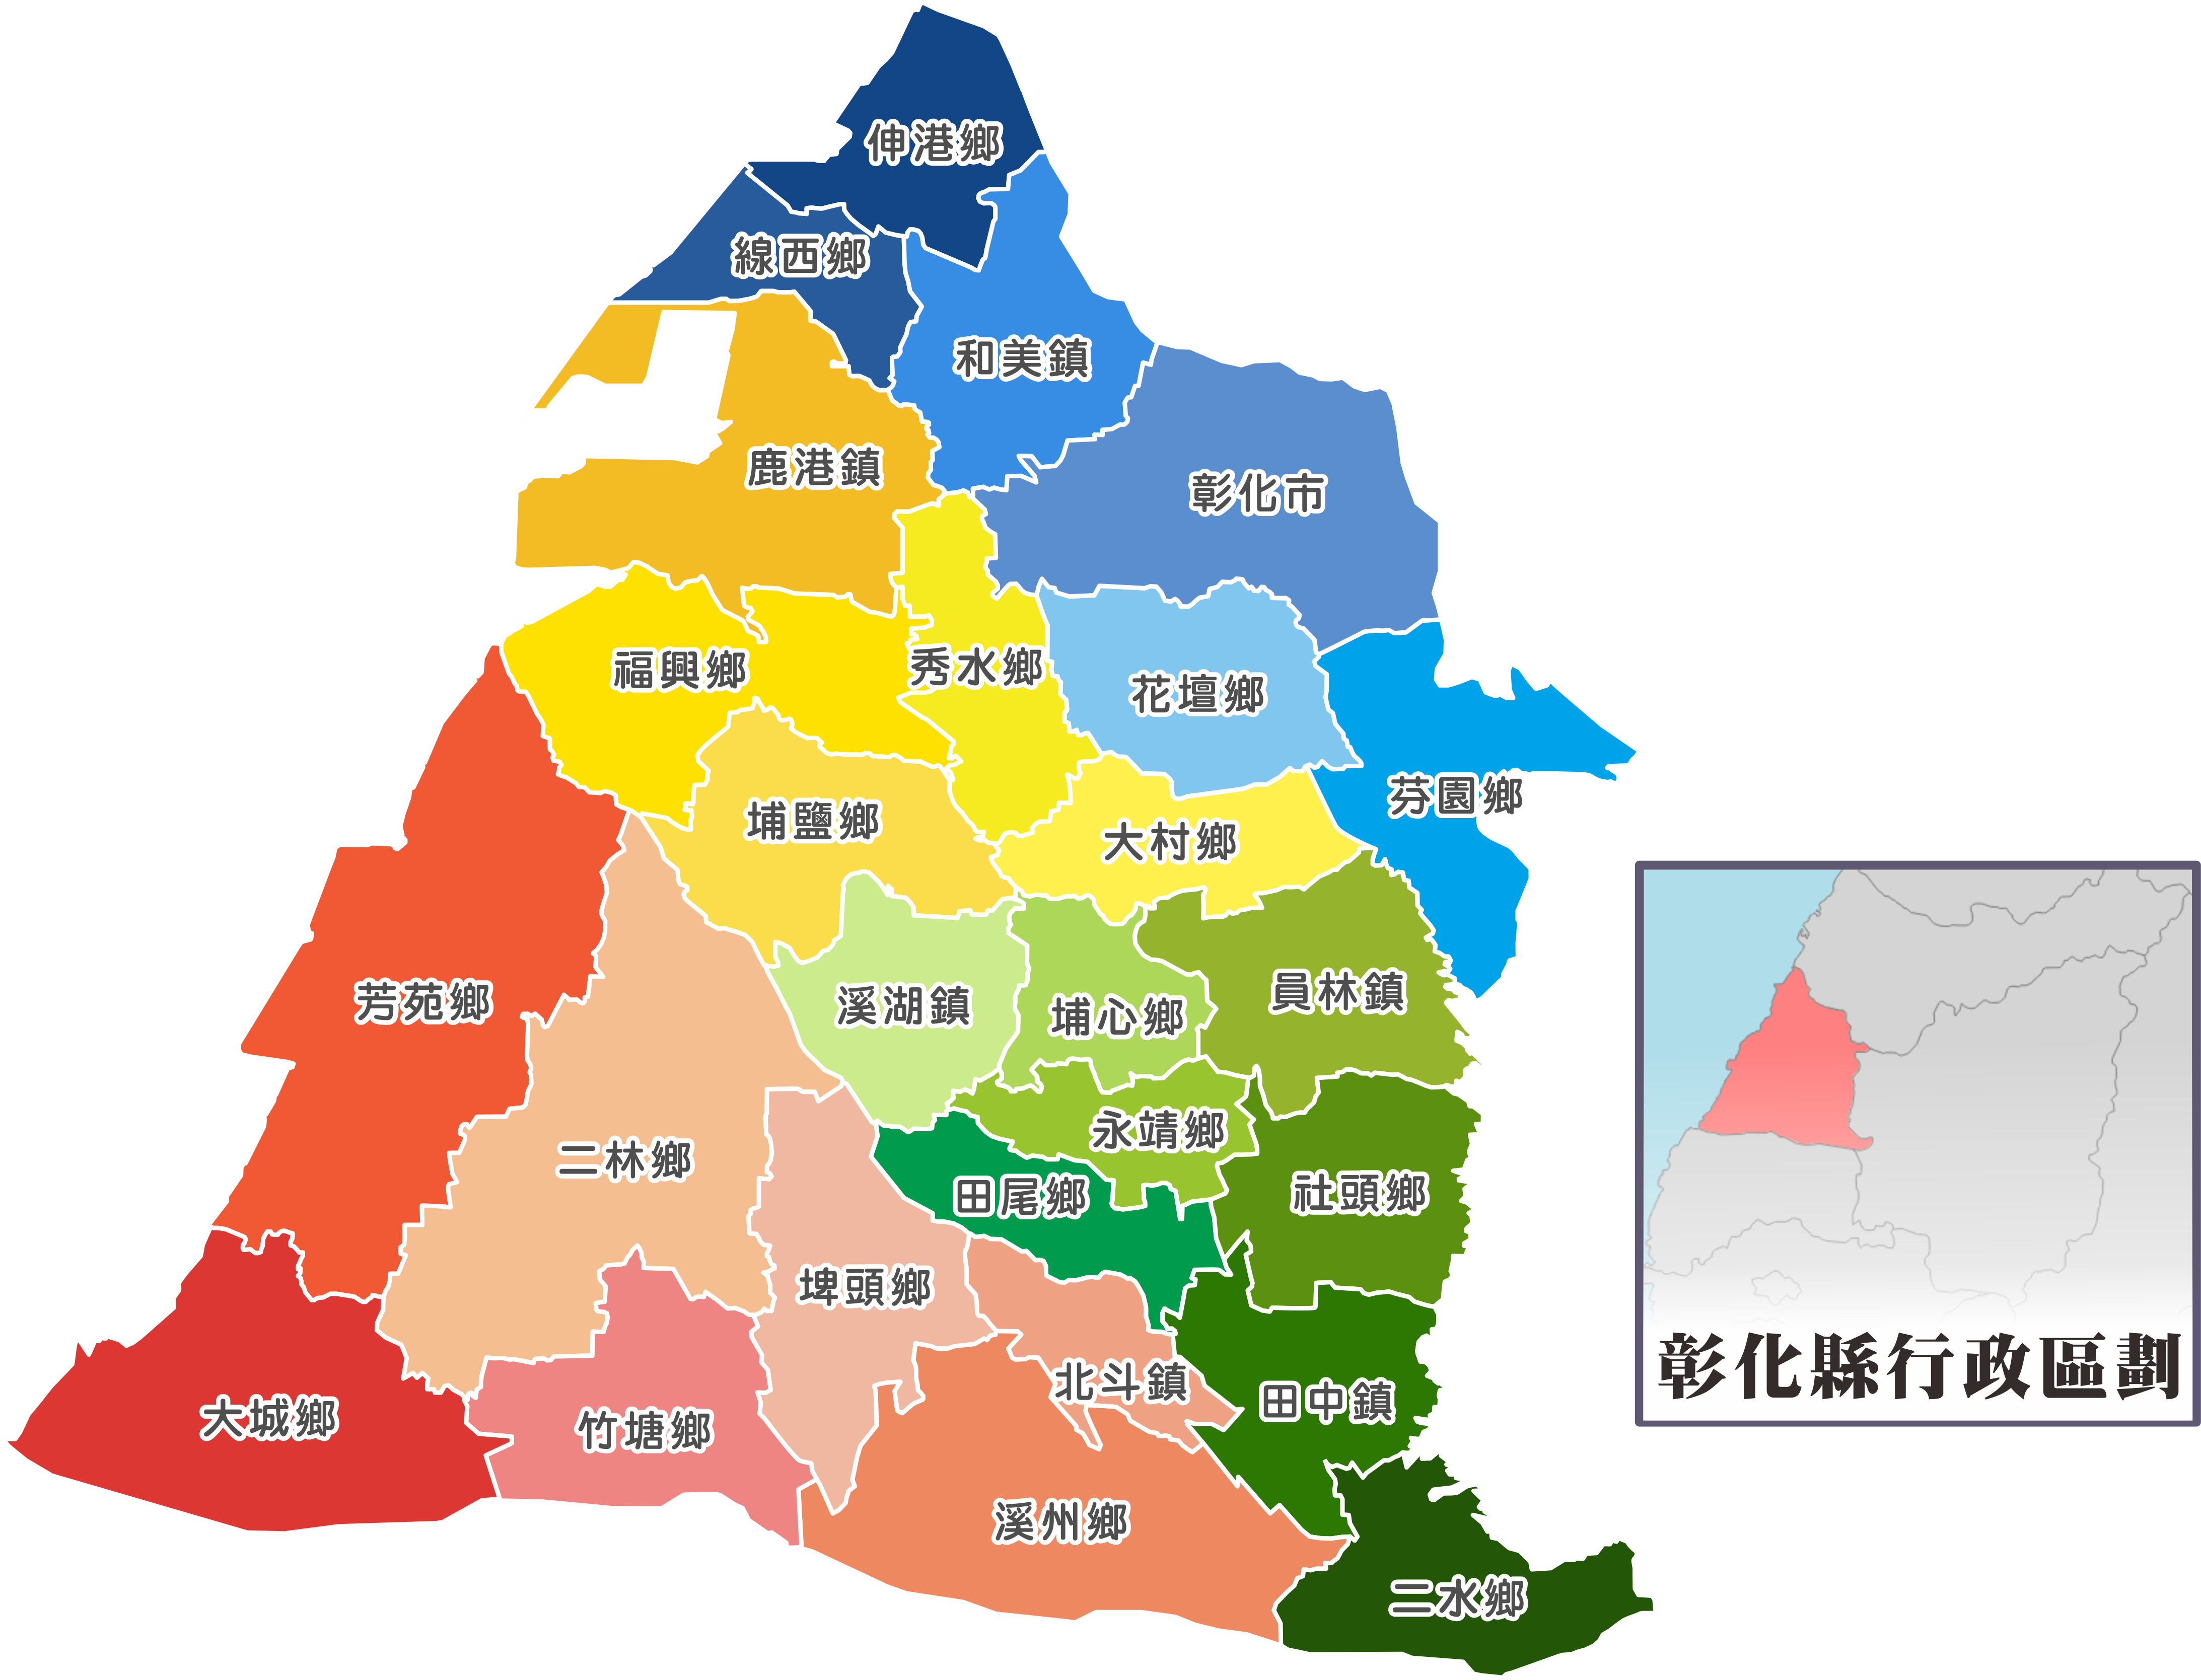 伸港鄉
線西鄉
和美鎮
鹿港鎮
彰化市
福興鄉
秀水鄉
花壇鄉
埔鹽鄉
大村鄉
芬園鄉
芳苑鄉
溪湖鎮
埔心鄉
員林鎮
二林鄉
永靖鄉
田尾鄉
社頭鄉
埤頭鄉
北斗鎮
田中鎮
大城鄉
竹塘鄉
溪州鄉
二水鄉
彰化縣行政區劃